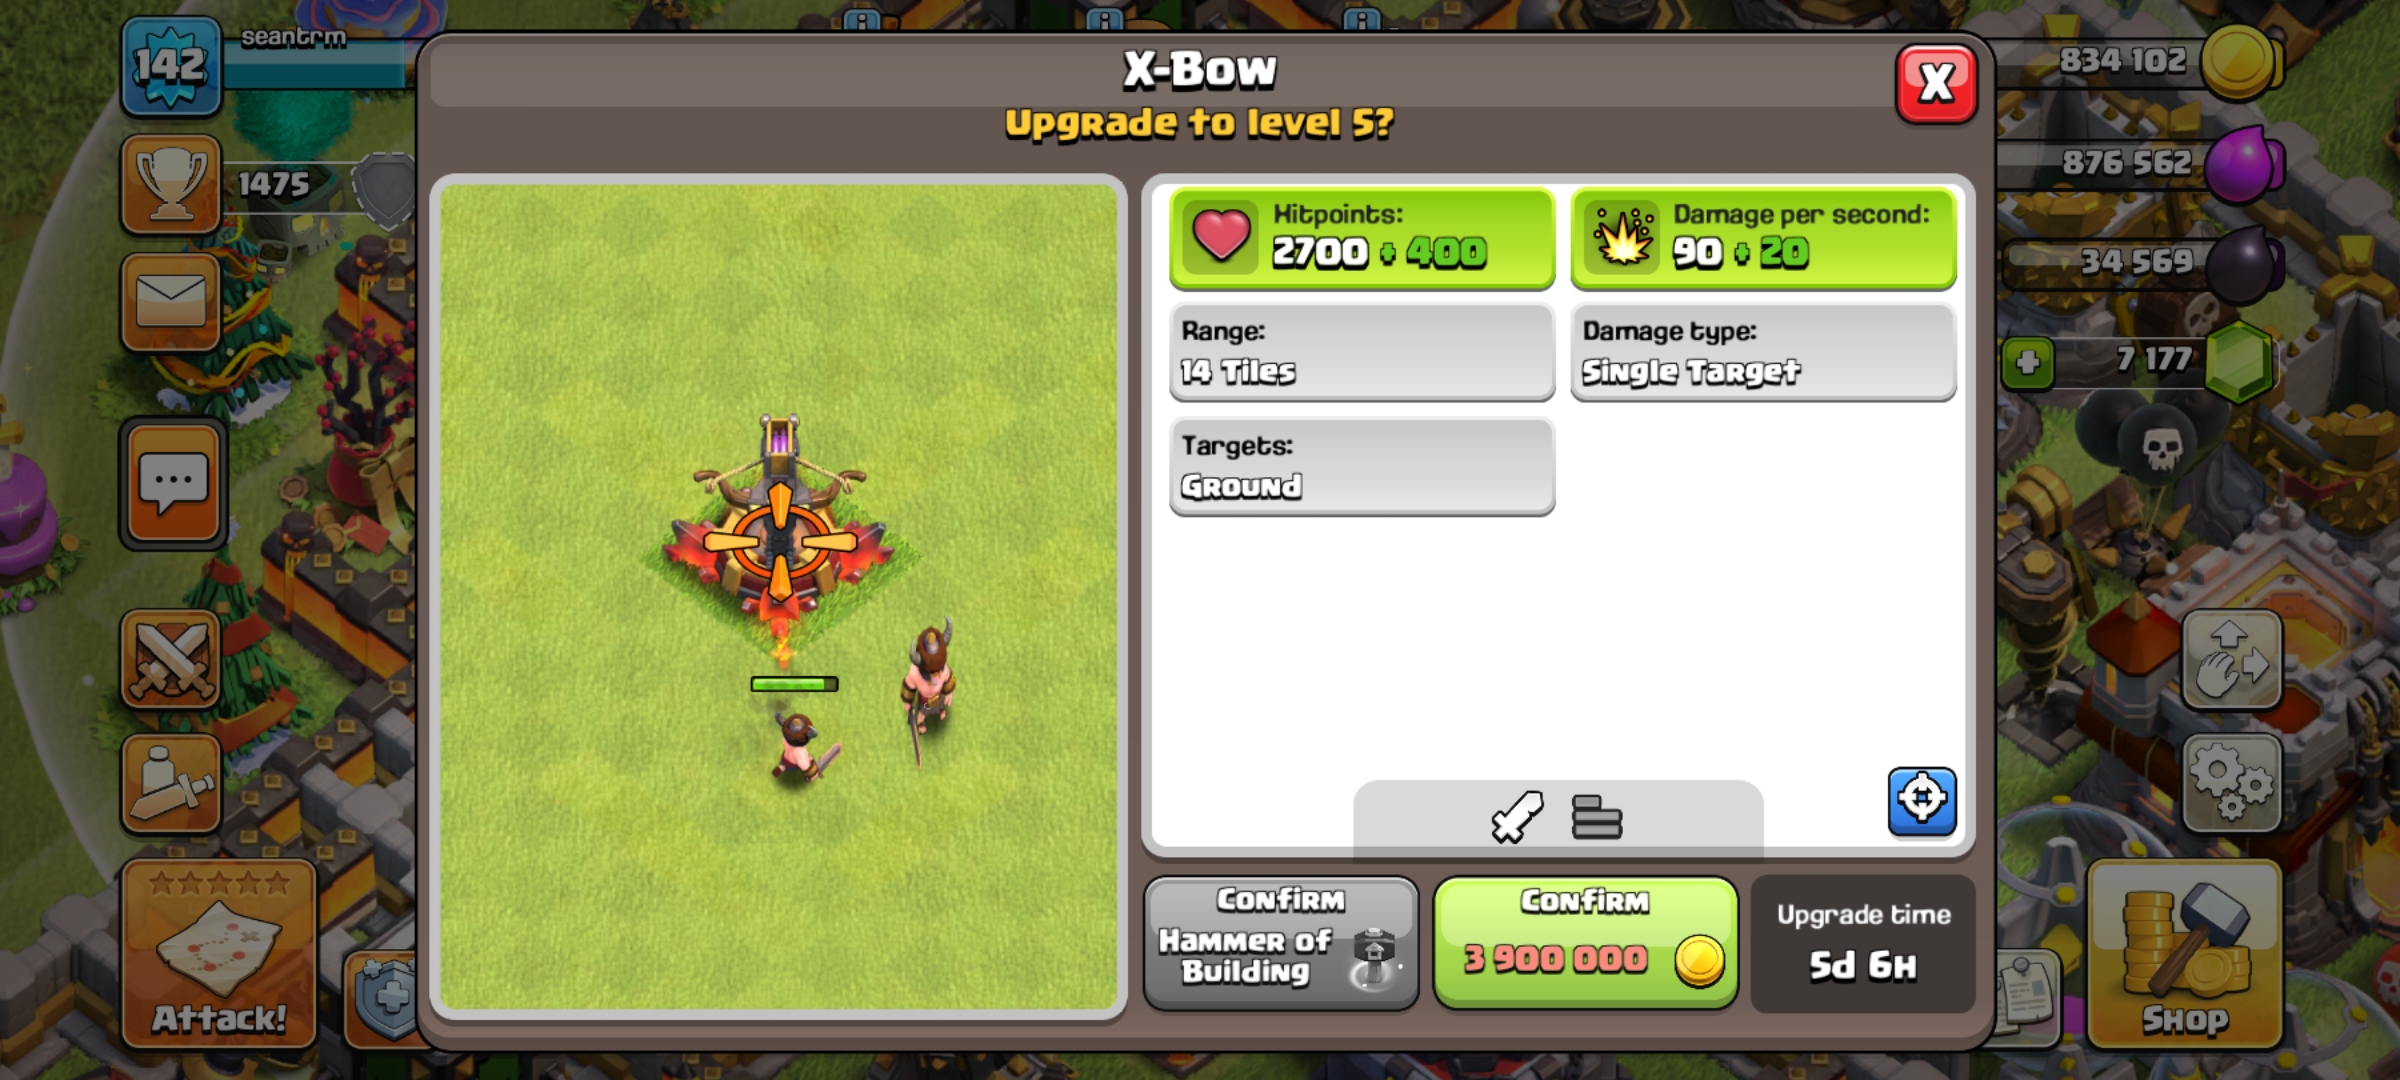 142
seantrm
1475
X-Bow
Upgrade to level 5?
X
834 102
876 562
34 569
7 177
Hitpoints:
2700 + 400
Damage per second:
90 + 20
Range:
14 Tiles
Damage type:
Single Target
Targets:
Ground
Confirm
Hammer of
Building
Confirm
3 900 000
Upgrade time
5d 6h
Attack!
Shop